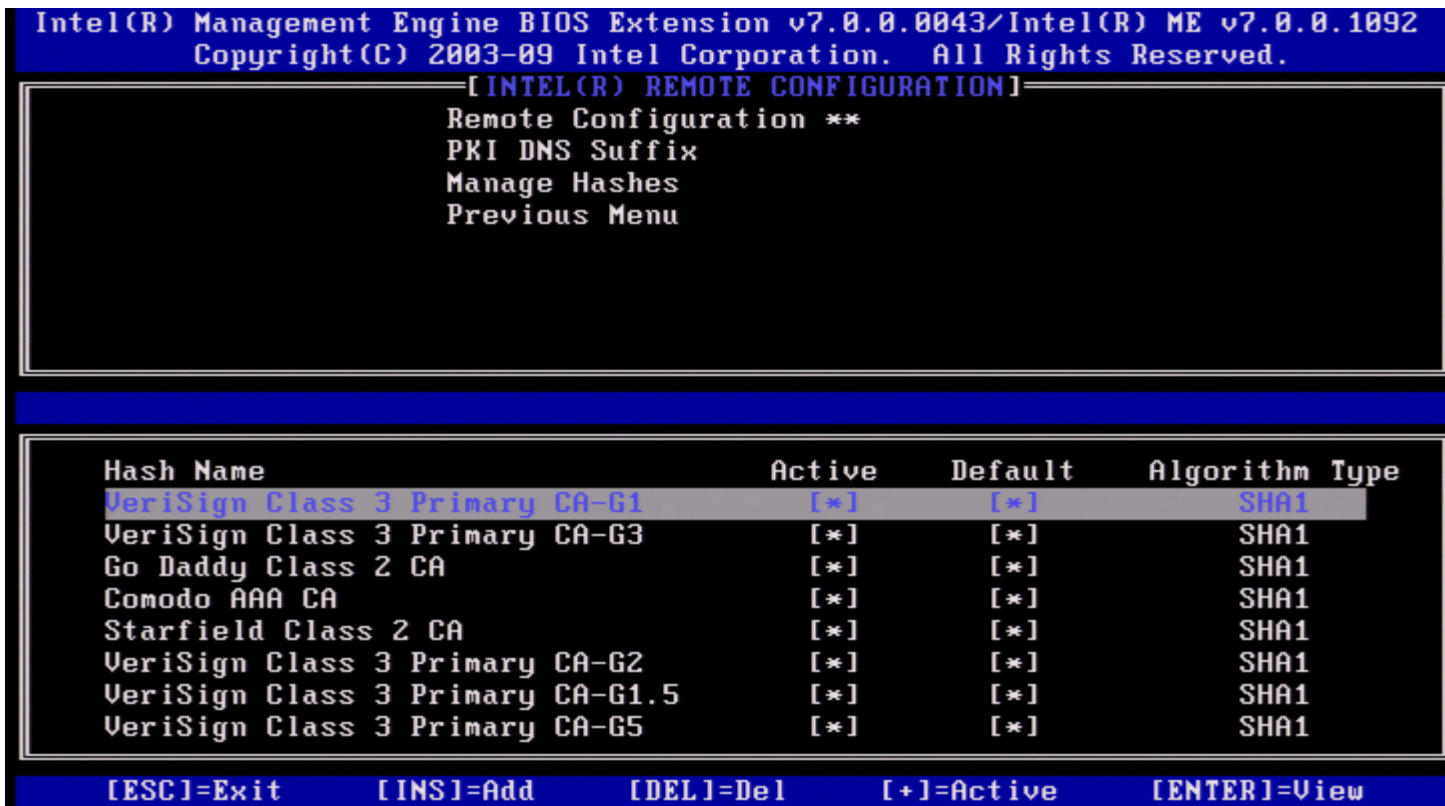 Intel(R) Management Engine BIOS Extension v7.0.0.0043/Intel(R) ME v7.0.0.1092
Copyright(C) 2003-09 Intel Corporation. All Rights Reserved.
[INTEL(R) REMOTE CONFIGURATION]
Remote Configuration **
PKI DNS Suffix
Manage Hashes
Previous Menu
Hash Name Active Default Algorithm Type
VeriSign Class 3 Primary CA-G1 [*] [*] SHA1
VeriSign Class 3 Primary CA-G3 [*] [*] SHA1
Go Daddy Class 2 CA [*] [*] SHA1
Comodo AAA CA [*] [*] SHA1
Starfield Class 2 CA [*] [*] SHA1
VeriSign Class 3 Primary CA-G2 [*] [*] SHA1
VeriSign Class 3 Primary CA-G1.5 [*] [*] SHA1
VeriSign Class 3 Primary CA-G5 [*] [*] SHA1
[ESC]=Exit [INS]=Add [DEL]=Del [+]=Active [ENTER]=View